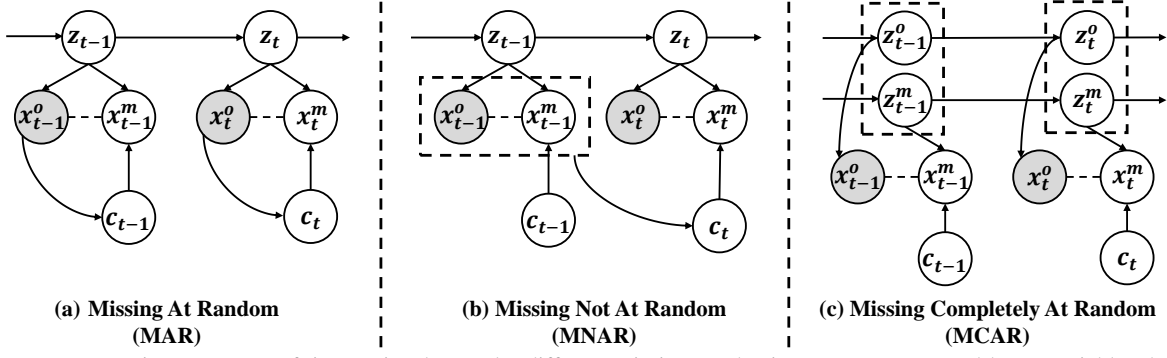 z_{t-1} z_t
x^o_{t-1} x^m_{t-1} x^o_t x^m_t
c_{t-1} c_t
(a) Missing At Random
(MAR)
z_{t-1} z_t
x^o_{t-1} x^m_{t-1} x^o_t x^m_t
c_{t-1} c_t
(b) Missing Not At Random
(MNAR)
z^o_{t-1} z^o_t
z^m_{t-1} z^m_t
x^o_{t-1} x^m_{t-1} x^o_t x^m_t
c_{t-1} c_t
(c) Missing Completely At Random
(MCAR)